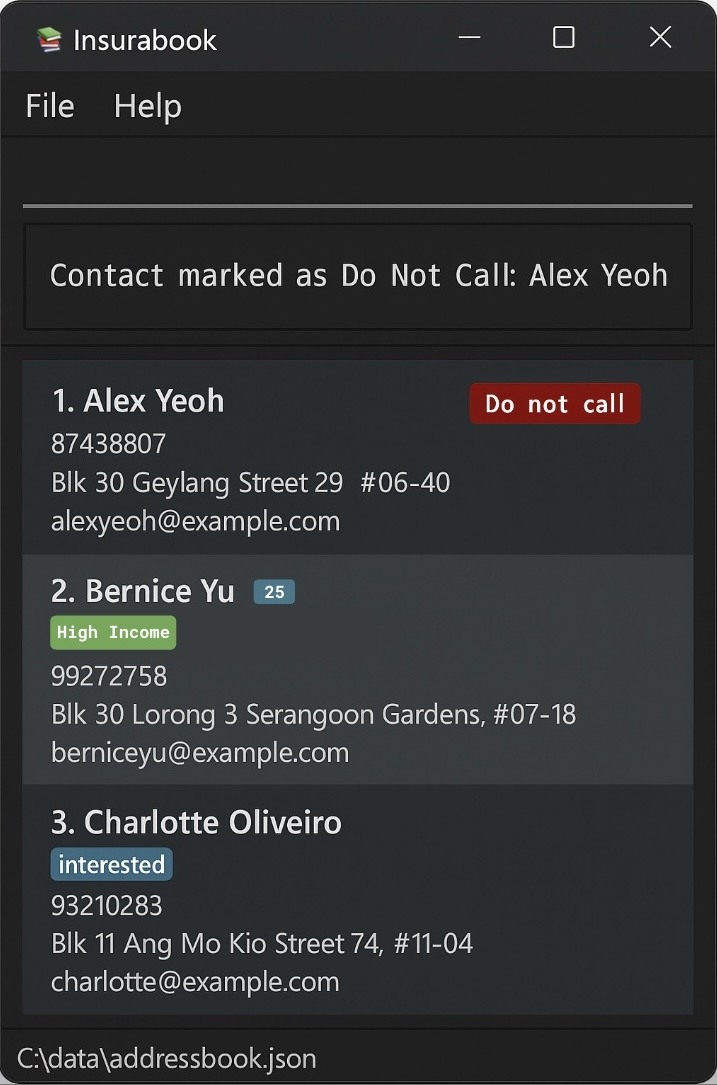 Insurabook
File Help
Contact marked as Do Not Call: Alex Yeoh
1. Alex Yeoh Do not call
87438807
Blk 30 Geylang Street 29 #06-40
alexyeoh@example.com
2. Bernice Yu 25
High Income
99272758
Blk 30 Lorong 3 Serangoon Gardens, #07-18
berniceyu@example.com
3. Charlotte Oliveiro
interested
93210283
Blk 11 Ang Mo Kio Street 74, #11-04
charlotte@example.com
C:\data\addressbook.json